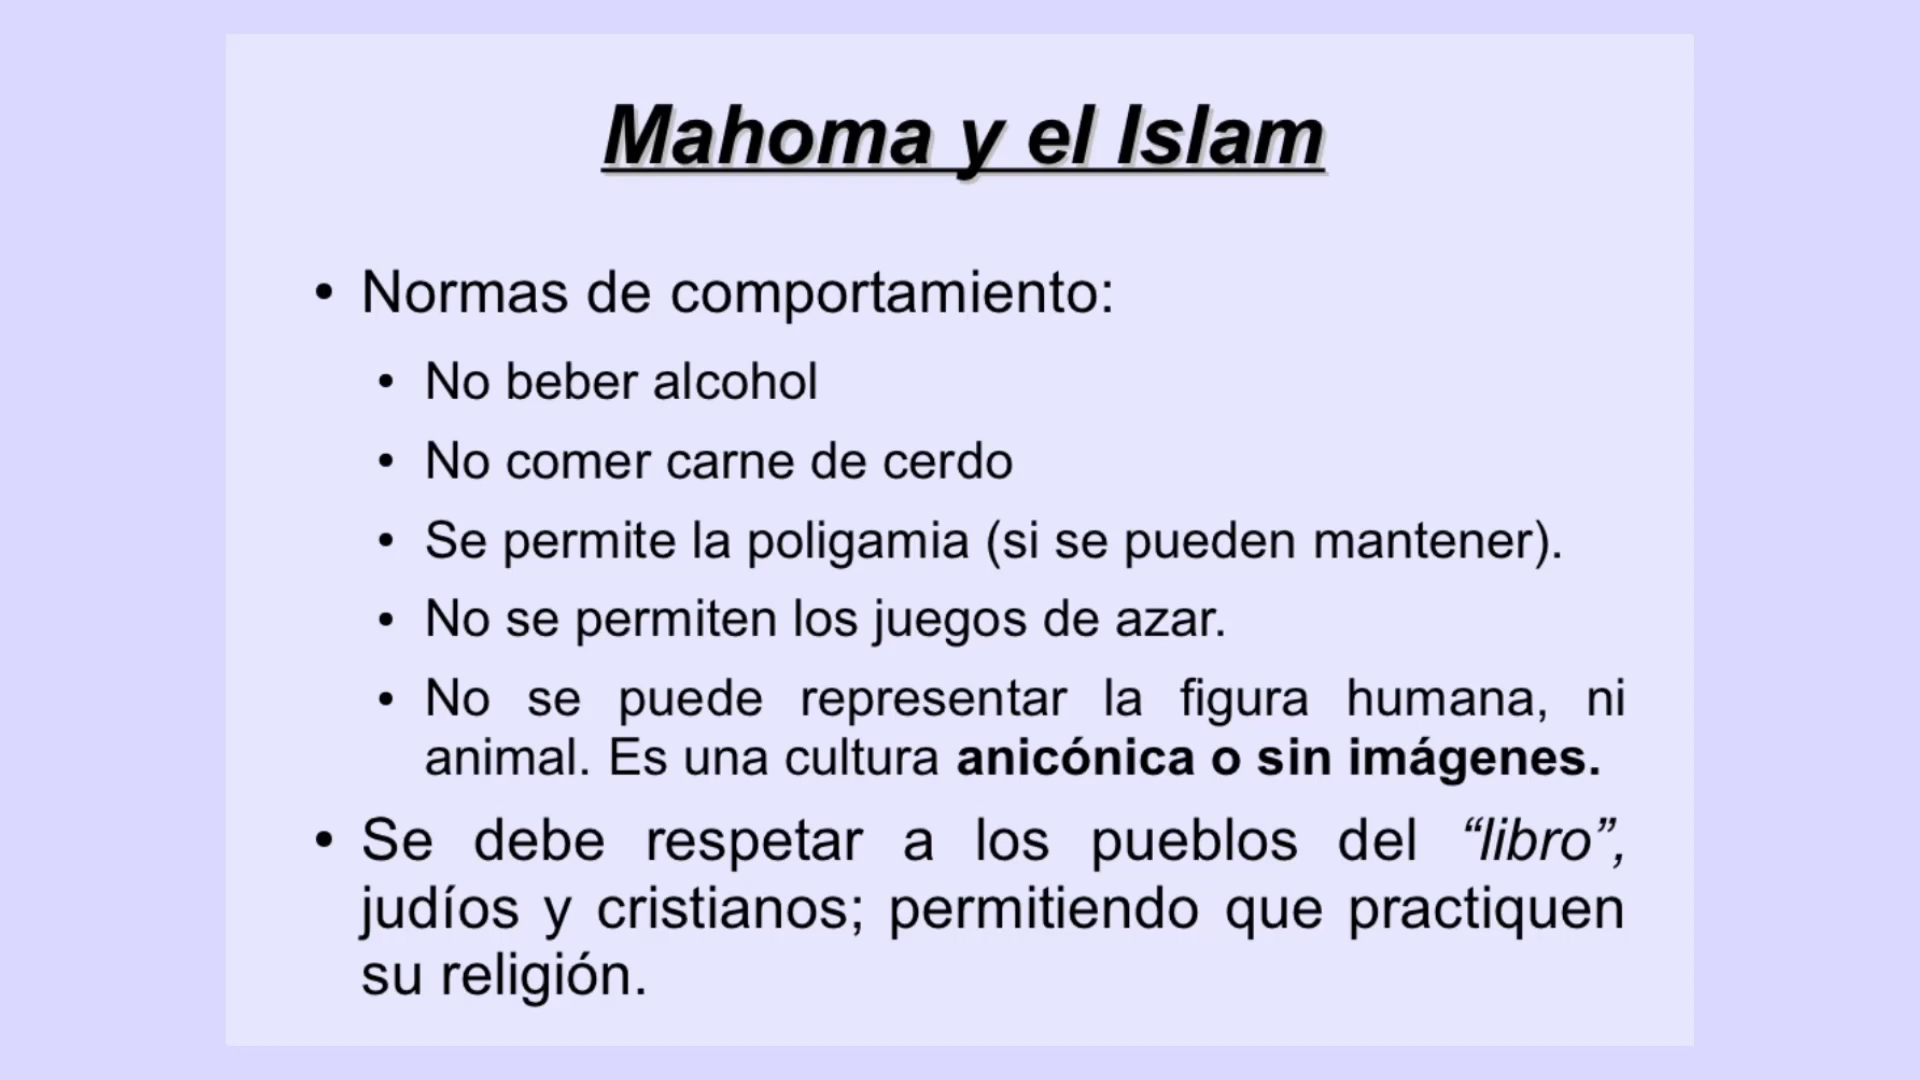 Mahoma y el Islam
• Normas de comportamiento:
• No beber alcohol
• No comer carne de cerdo
• Se permite la poligamia (si se pueden mantener).
• No se permiten los juegos de azar.
• No se puede representar la figura humana, ni
animal. Es una cultura anicónica o sin imágenes.
• Se debe respetar a los pueblos del “libro”,
judíos y cristianos; permitiendo que practiquen
su religión.